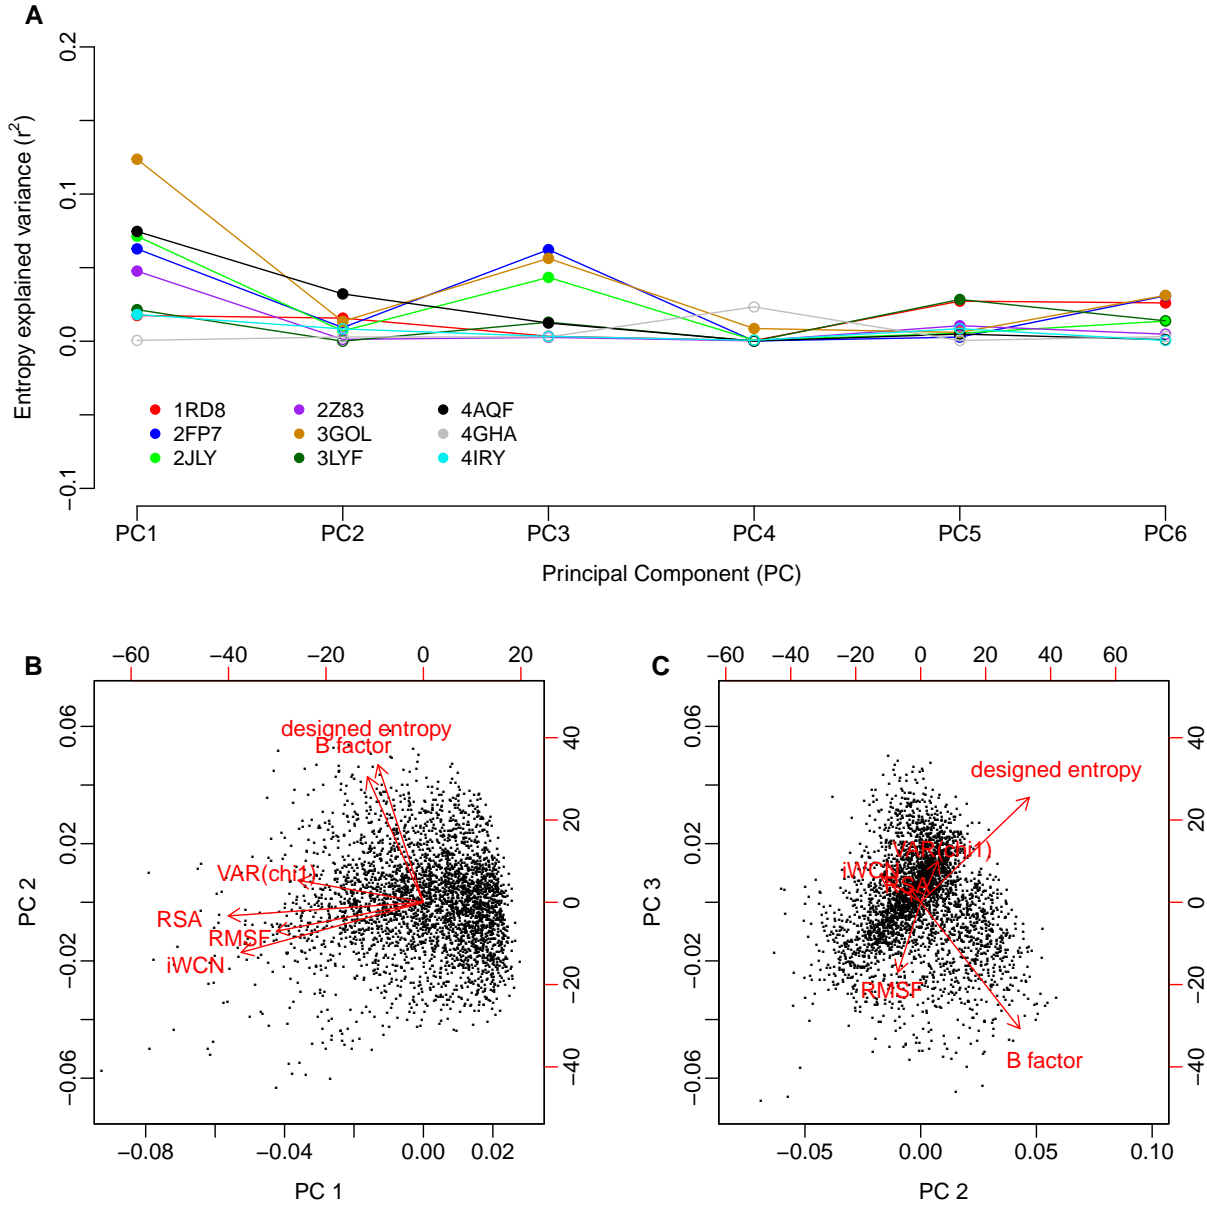 A
Entropy explained variance (r2)
0.2
0.1
0.0
−0.1
1RD8 2Z83 4AQF
2FP7 3GOL 4GHA
2JLY 3LYF 4IRY
PC1 PC2 PC3 PC4 PC5 PC6
Principal Component (PC)
B
−60 −40 −20 0 20
PC 2
0.06
0.02
−0.02
−0.06
designed entropy
B factor
VAR(chi1)
RSA
RMSF
iWCN
40
20
0
−20
−40
−0.08 −0.04 0.00 0.02
PC 1
C
−60 −40 −20 0 20 40 60
PC 3
0.06
0.02
−0.02
−0.06
designed entropy
VAR(chi1)
iWCN
RSA
RMSF
B factor
40
20
0
−20
−40
−0.05 0.00 0.05 0.10
PC 2